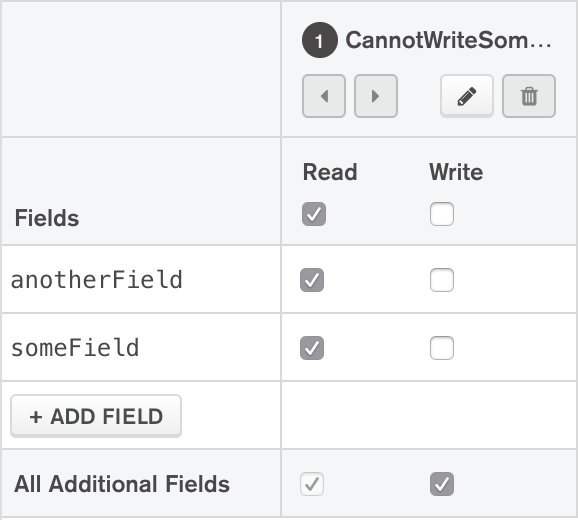 1 CannotWriteSom...
Read Write
Fields
anotherField
someField
+ ADD FIELD
All Additional Fields